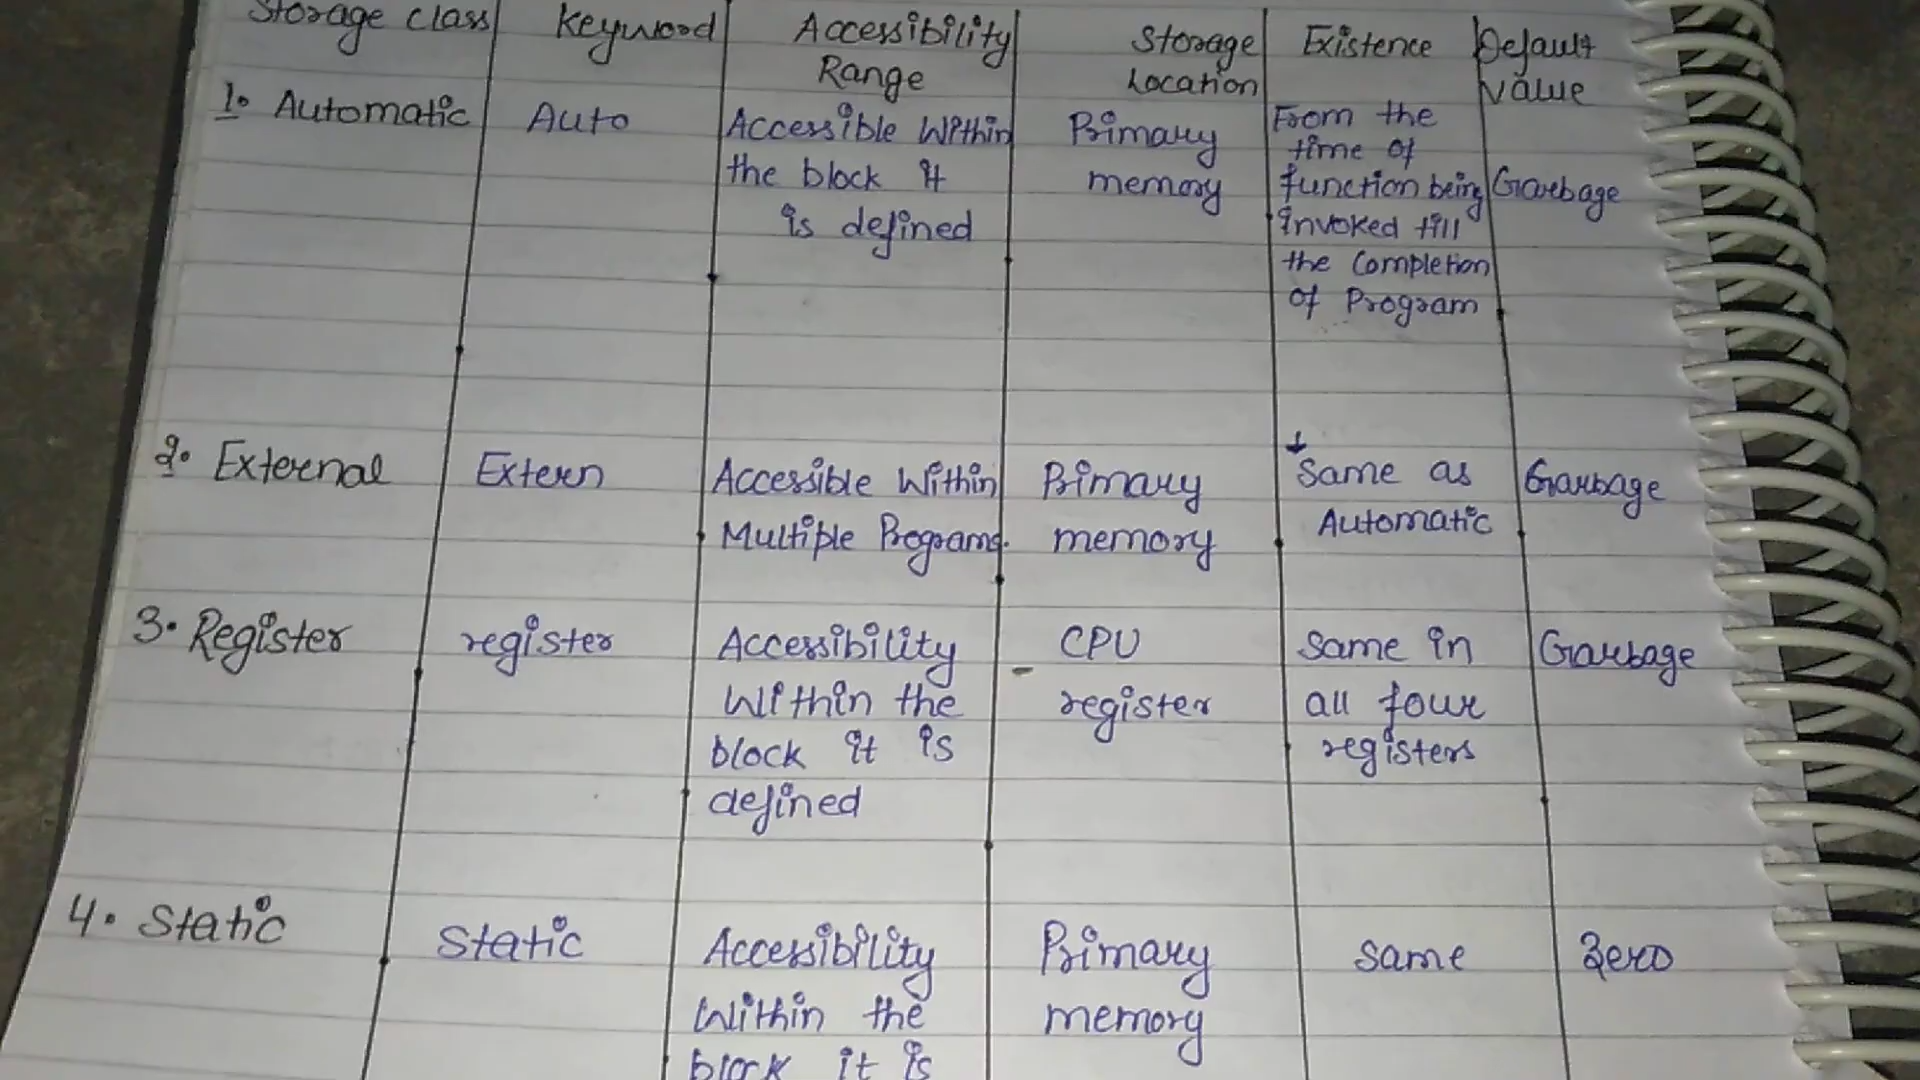 Storage class Keyword Accessibility Range Storage Location Existence Default value
1. Automatic Auto Accessible Within Primary From the
the block it memory time of
is defined function being Garbage
invoked till
the Completion
of Program
2. External Extern Accessible Within Primary Same as Garbage
Multiple Programs. memory Automatic
3. Register register Accessibility CPU Same in Garbage
Within the register all four
block it is registers
defined
4. Static Static Accessibility Primary Same Zero
Within the memory
block it is